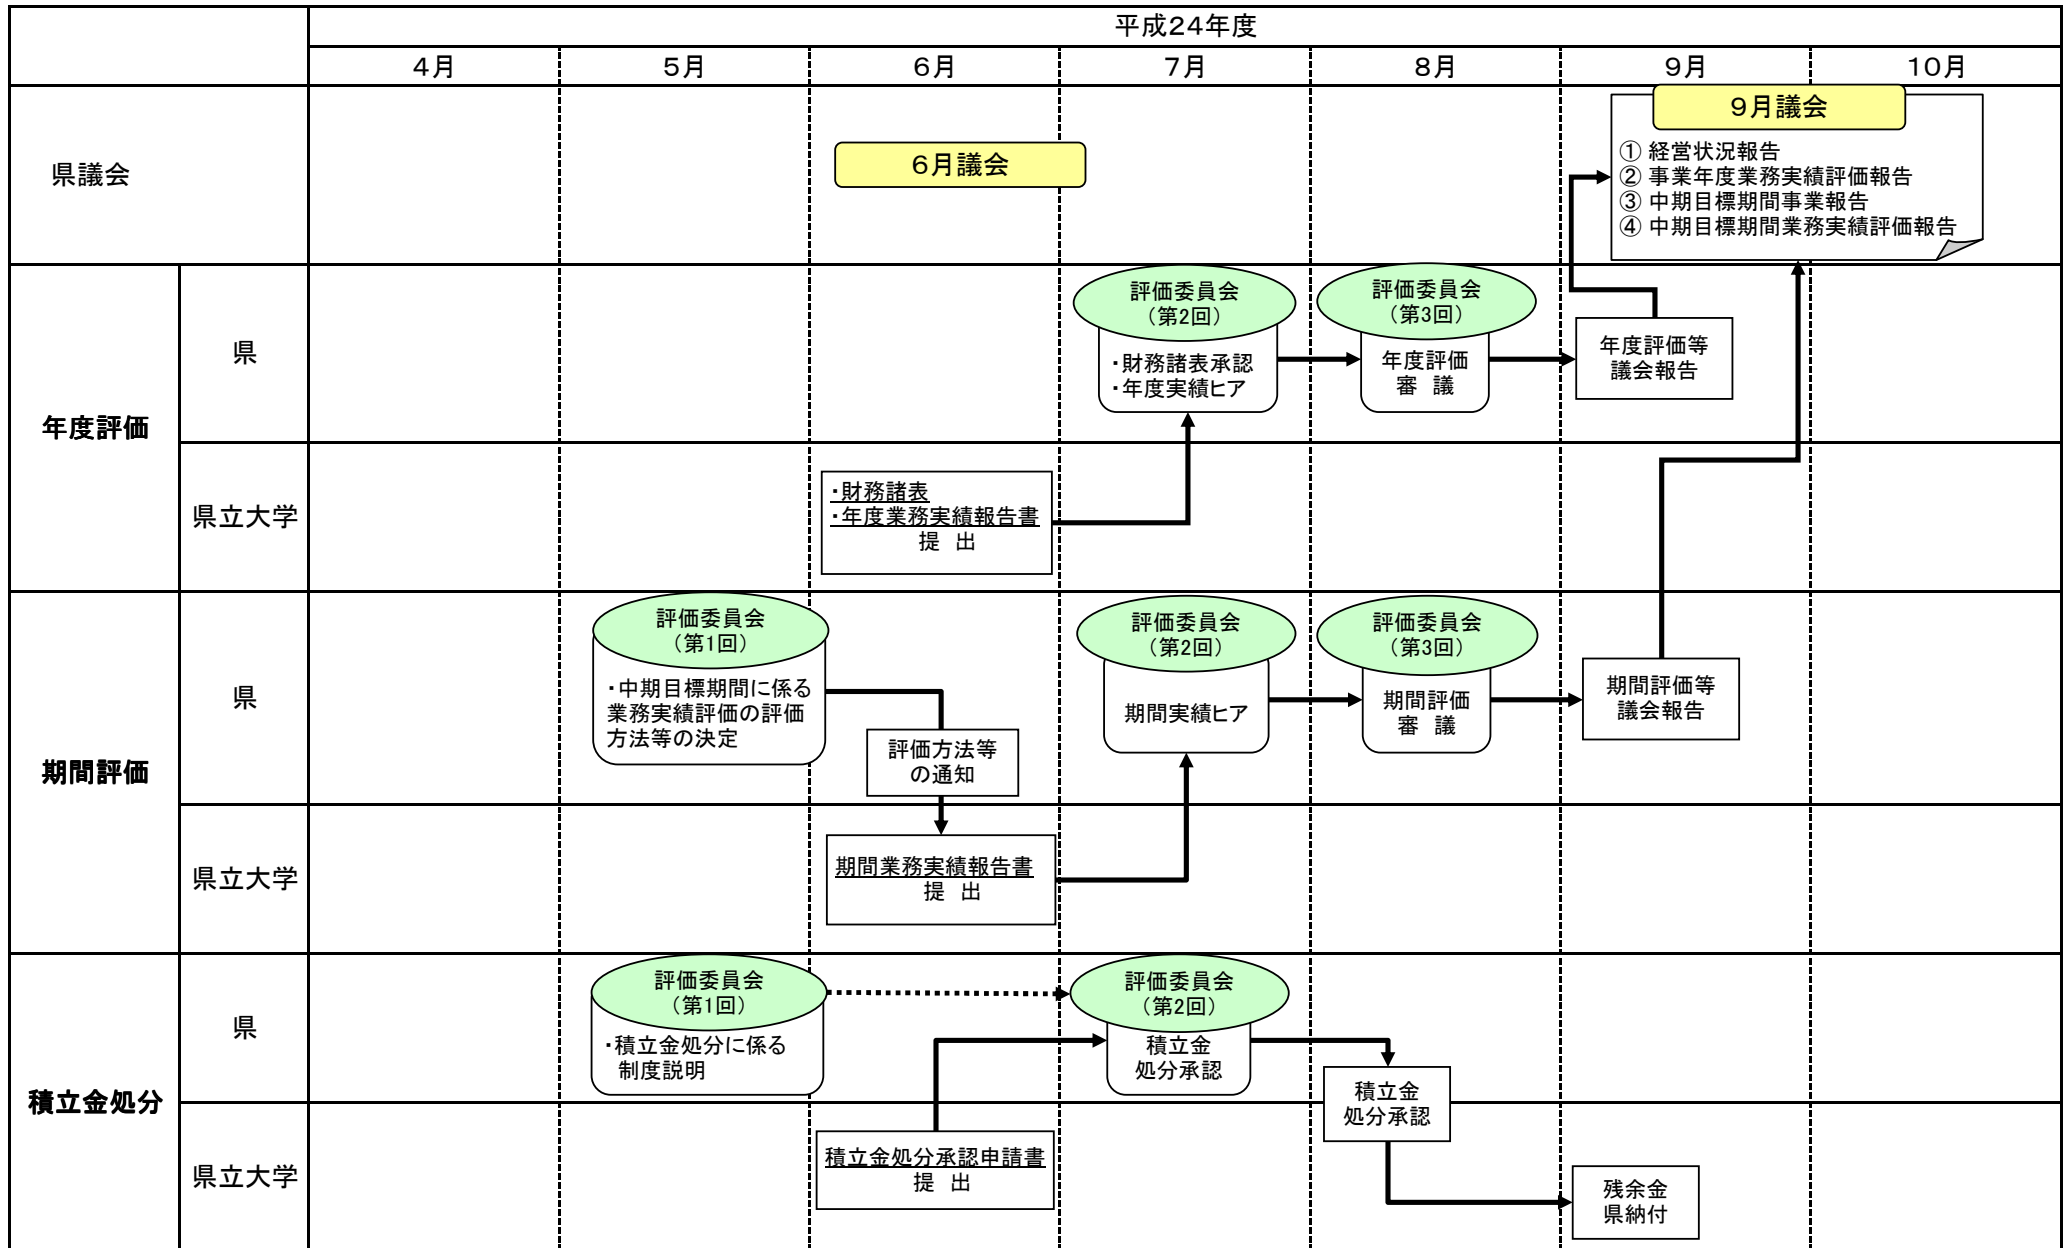 平成24年度
4月
5月
6月
7月
8月
9月
10月
県議会
6月議会
9月議会
① 経営状況報告
② 事業年度業務実績評価報告
③ 中期目標期間事業報告
④ 中期目標期間業務実績評価報告
年度評価
県
評価委員会
（第2回）
・財務諸表承認
・年度実績ヒア
評価委員会
（第3回）
年度評価
審 議
年度評価等
議会報告
県立大学
・財務諸表
・年度業務実績報告書
提 出
期間評価
県
評価委員会
（第1回）
・中期目標期間に係る
業務実績評価の評価
方法等の決定
評価方法等
の通知
評価委員会
（第2回）
期間実績ヒア
評価委員会
（第3回）
期間評価
審 議
期間評価等
議会報告
県立大学
期間業務実績報告書
提 出
積立金処分
県
評価委員会
（第1回）
・積立金処分に係る
制度説明
評価委員会
（第2回）
積立金
処分承認
積立金
処分承認
県立大学
積立金処分承認申請書
提 出
残余金
県納付